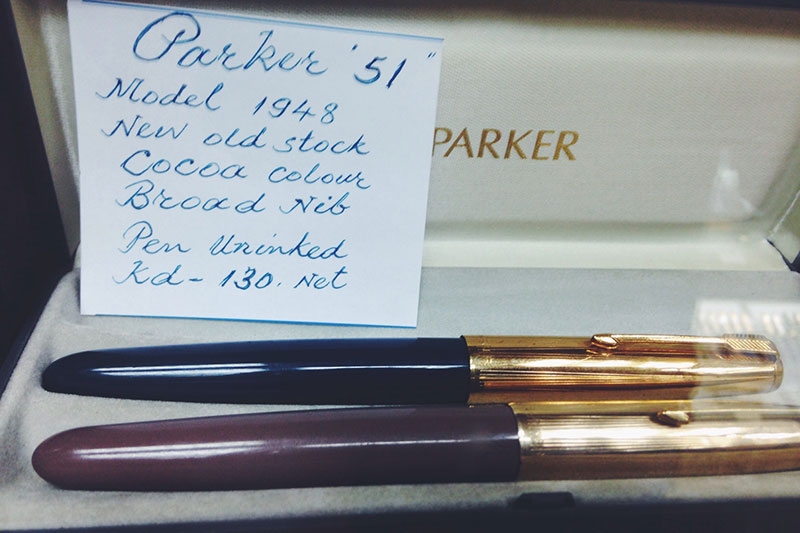 Parker '51"
Model 1948
New old stock
Cocoa colour
Broad Nib
Pen Uninked
Kd - 130. Net
PARKER